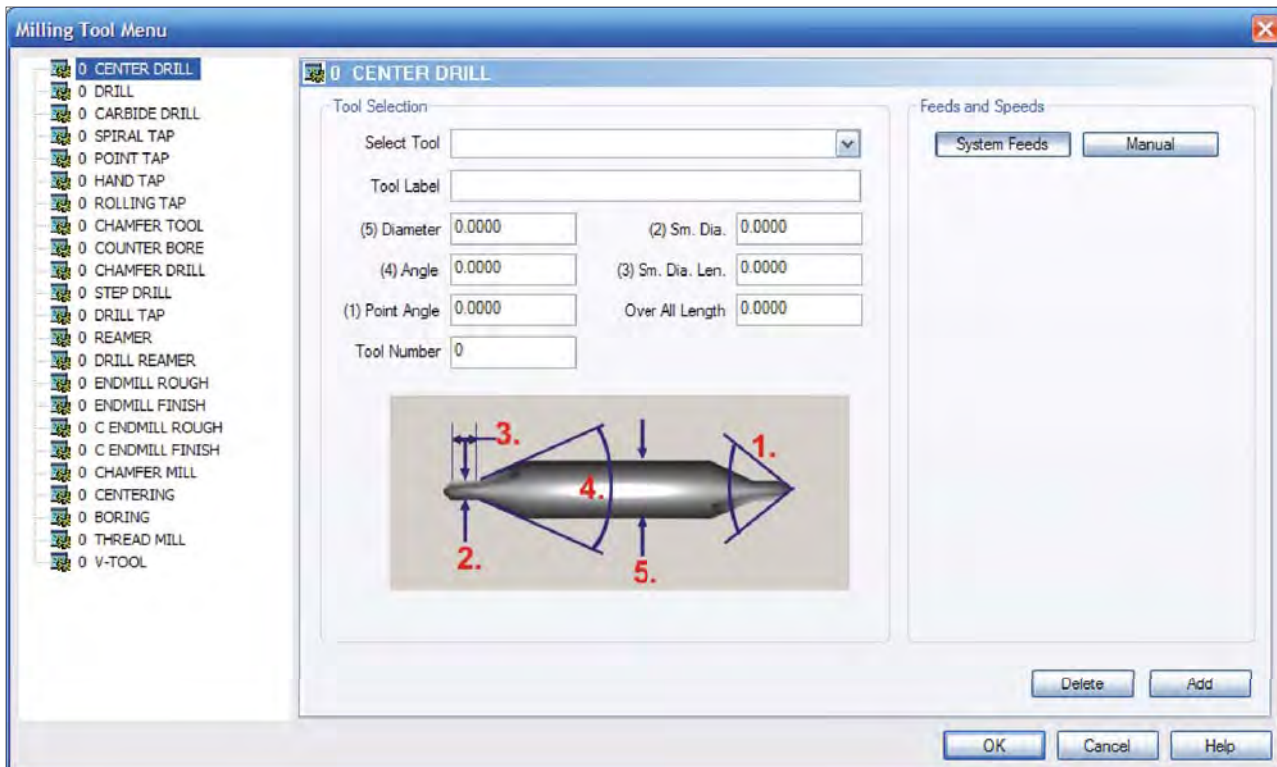 Milling Tool Menu
0 CENTER DRILL
0 DRILL
0 CARBIDE DRILL
0 SPIRAL TAP
0 POINT TAP
0 HAND TAP
0 ROLLING TAP
0 CHAMFER TOOL
0 COUNTER BORE
0 CHAMFER DRILL
0 STEP DRILL
0 DRILL TAP
0 REAMER
0 DRILL REAMER
0 ENDMILL ROUGH
0 ENDMILL FINISH
0 C ENDMILL ROUGH
0 C ENDMILL FINISH
0 CHAMFER MILL
0 CENTERING
0 BORING
0 THREAD MILL
0 V-TOOL
0 CENTER DRILL
Tool Selection
Select Tool
Tool Label
(5) Diameter 0.0000 (2) Sm. Dia. 0.0000
(4) Angle 0.0000 (3) Sm. Dia. Len. 0.0000
(1) Point Angle 0.0000 Over All Length 0.0000
Tool Number 0
3.
1.
4.
2.
5.
Feeds and Speeds
System Feeds Manual
Delete Add
OK Cancel Help